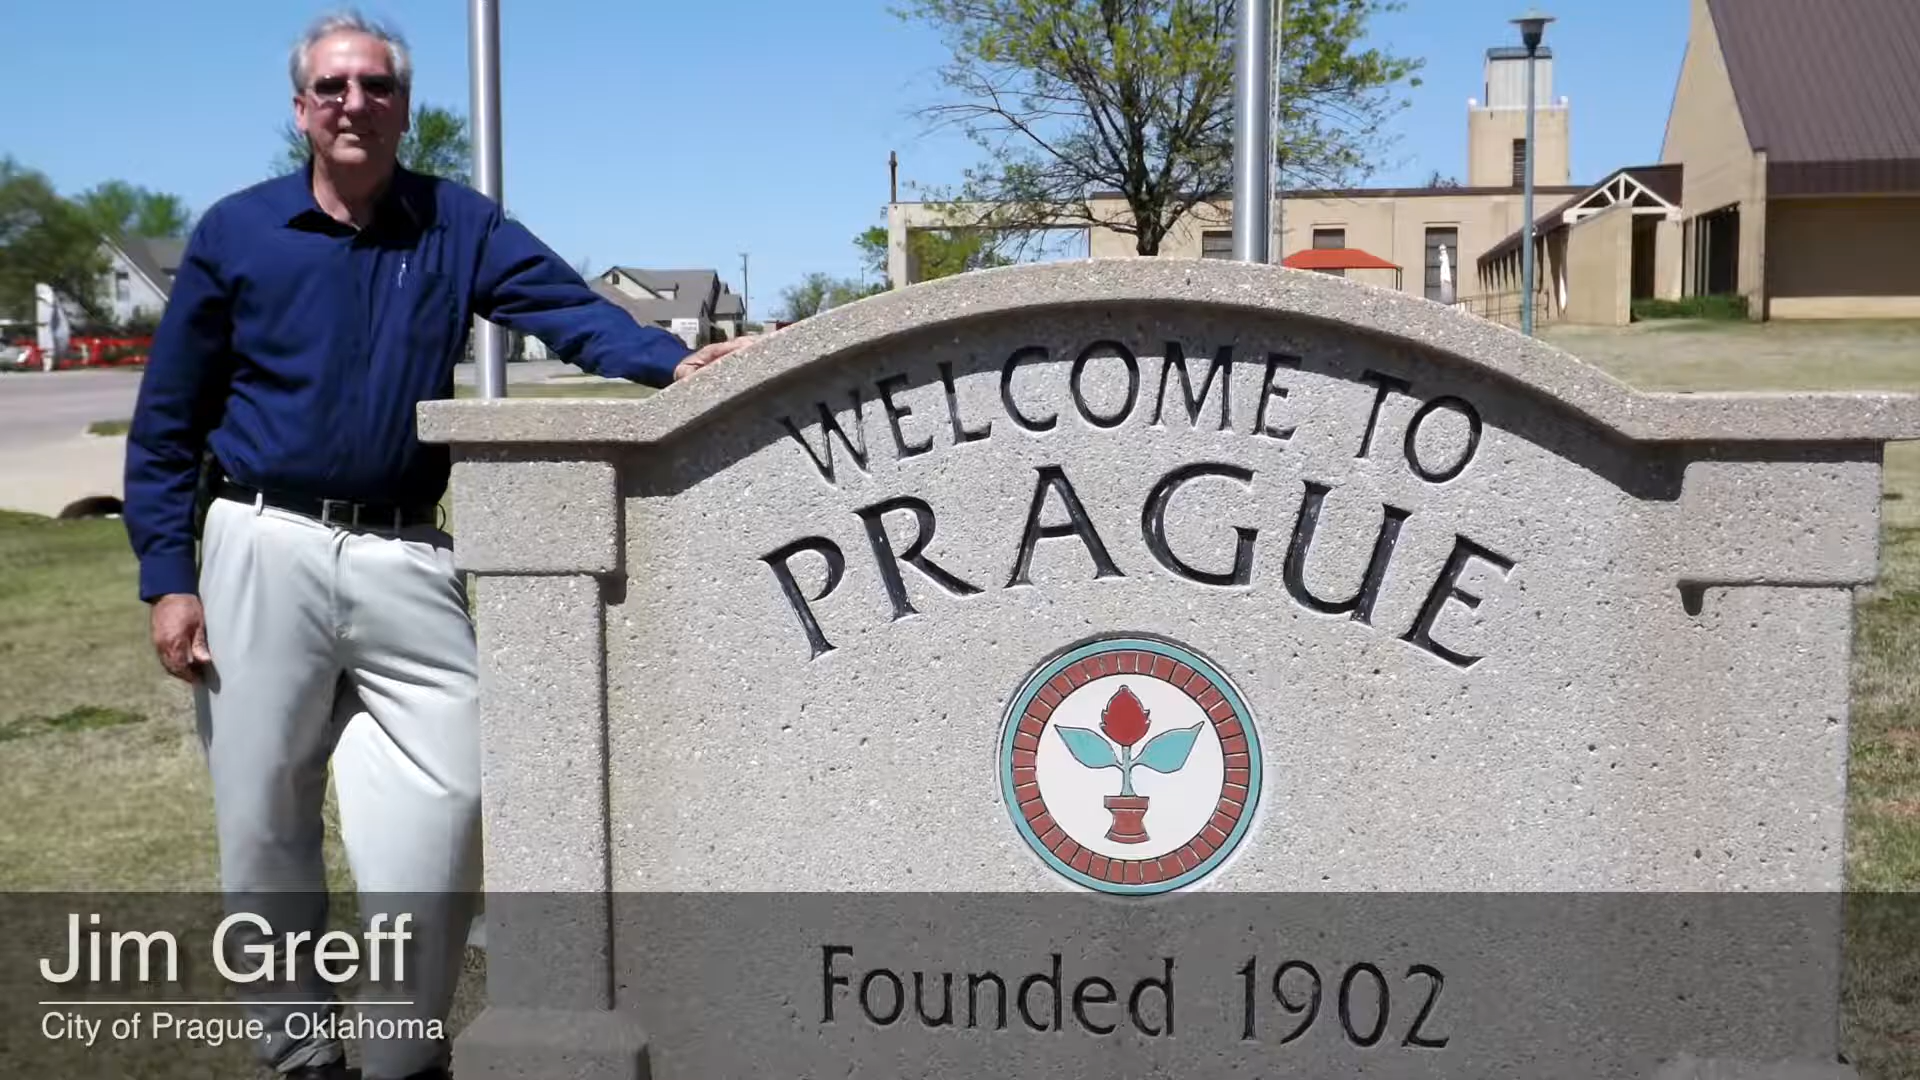 WELCOME TO
PRAGUE
Founded 1902
Jim Greff
City of Prague, Oklahoma